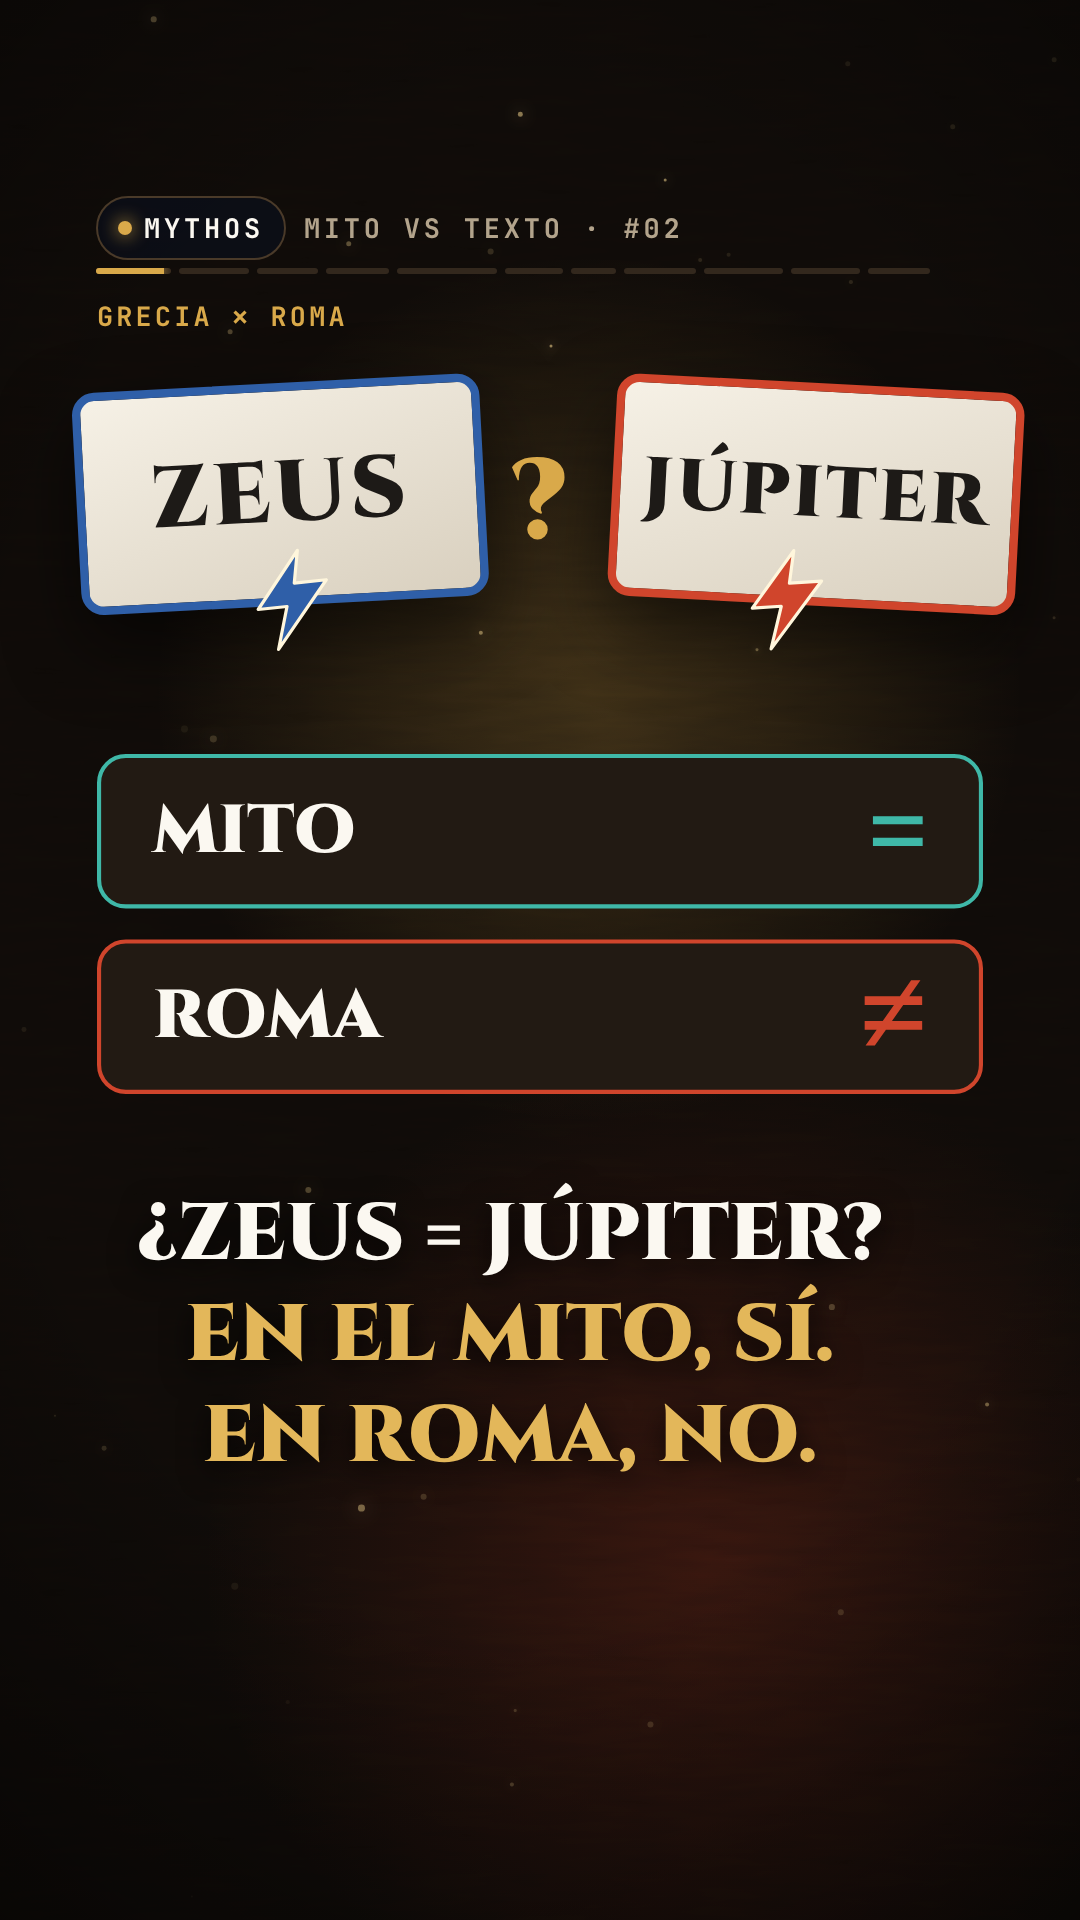 MYTHOS MITO VS TEXTO · #02
GRECIA × ROMA
ZEUS ? JÚPITER
MITO =
ROMA ≠
¿ZEUS = JÚPITER?
EN EL MITO, SÍ.
EN ROMA, NO.